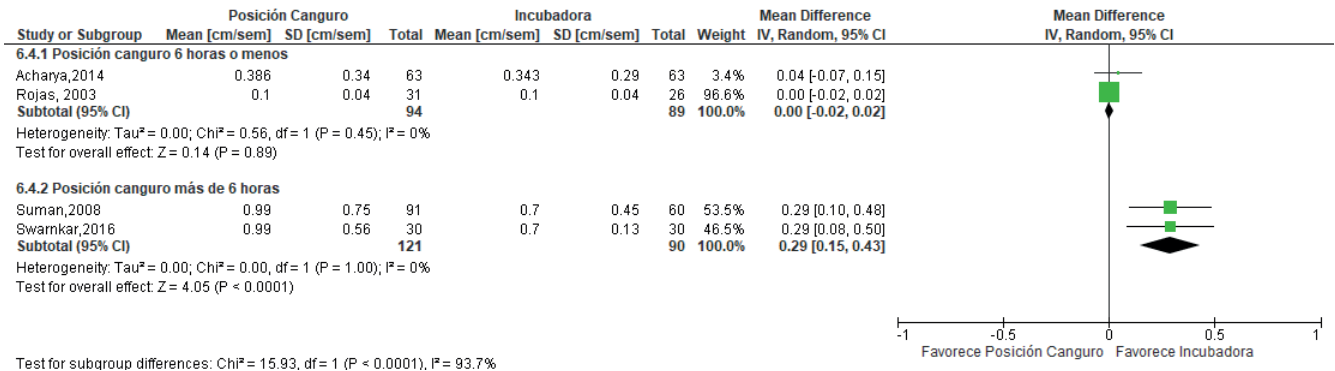 Posición Canguro Incubadora Mean Difference Mean Difference
Study or Subgroup Mean [cm/sem] SD [cm/sem] Total Mean [cm/sem] SD [cm/sem] Total Weight IV, Random, 95% CI IV, Random, 95% CI
6.4.1 Posición canguro 6 horas o menos
Acharya,2014 0.386 0.34 63 0.343 0.29 63 3.4% 0.04 [-0.07, 0.15]
Rojas, 2003 0.1 0.04 31 0.1 0.04 26 96.6% 0.00 [-0.02, 0.02]
Subtotal (95% CI) 94 89 100.0% 0.00 [-0.02, 0.02]
Heterogeneity: Tau² = 0.00; Chi² = 0.56, df = 1 (P = 0.45); I² = 0%
Test for overall effect: Z = 0.14 (P = 0.89)
6.4.2 Posición canguro más de 6 horas
Suman,2008 0.99 0.75 91 0.7 0.45 60 53.5% 0.29 [0.10, 0.48]
Swarnkar,2016 0.99 0.56 30 0.7 0.13 30 46.5% 0.29 [0.08, 0.50]
Subtotal (95% CI) 121 90 100.0% 0.29 [0.15, 0.43]
Heterogeneity: Tau² = 0.00; Chi² = 0.00, df = 1 (P = 1.00); I² = 0%
Test for overall effect: Z = 4.05 (P < 0.0001)
-1 -0.5 0 0.5 1
Favorece Posición Canguro Favorece Incubadora
Test for subgroup differences: Chi² = 15.93, df = 1 (P < 0.0001), I² = 93.7%